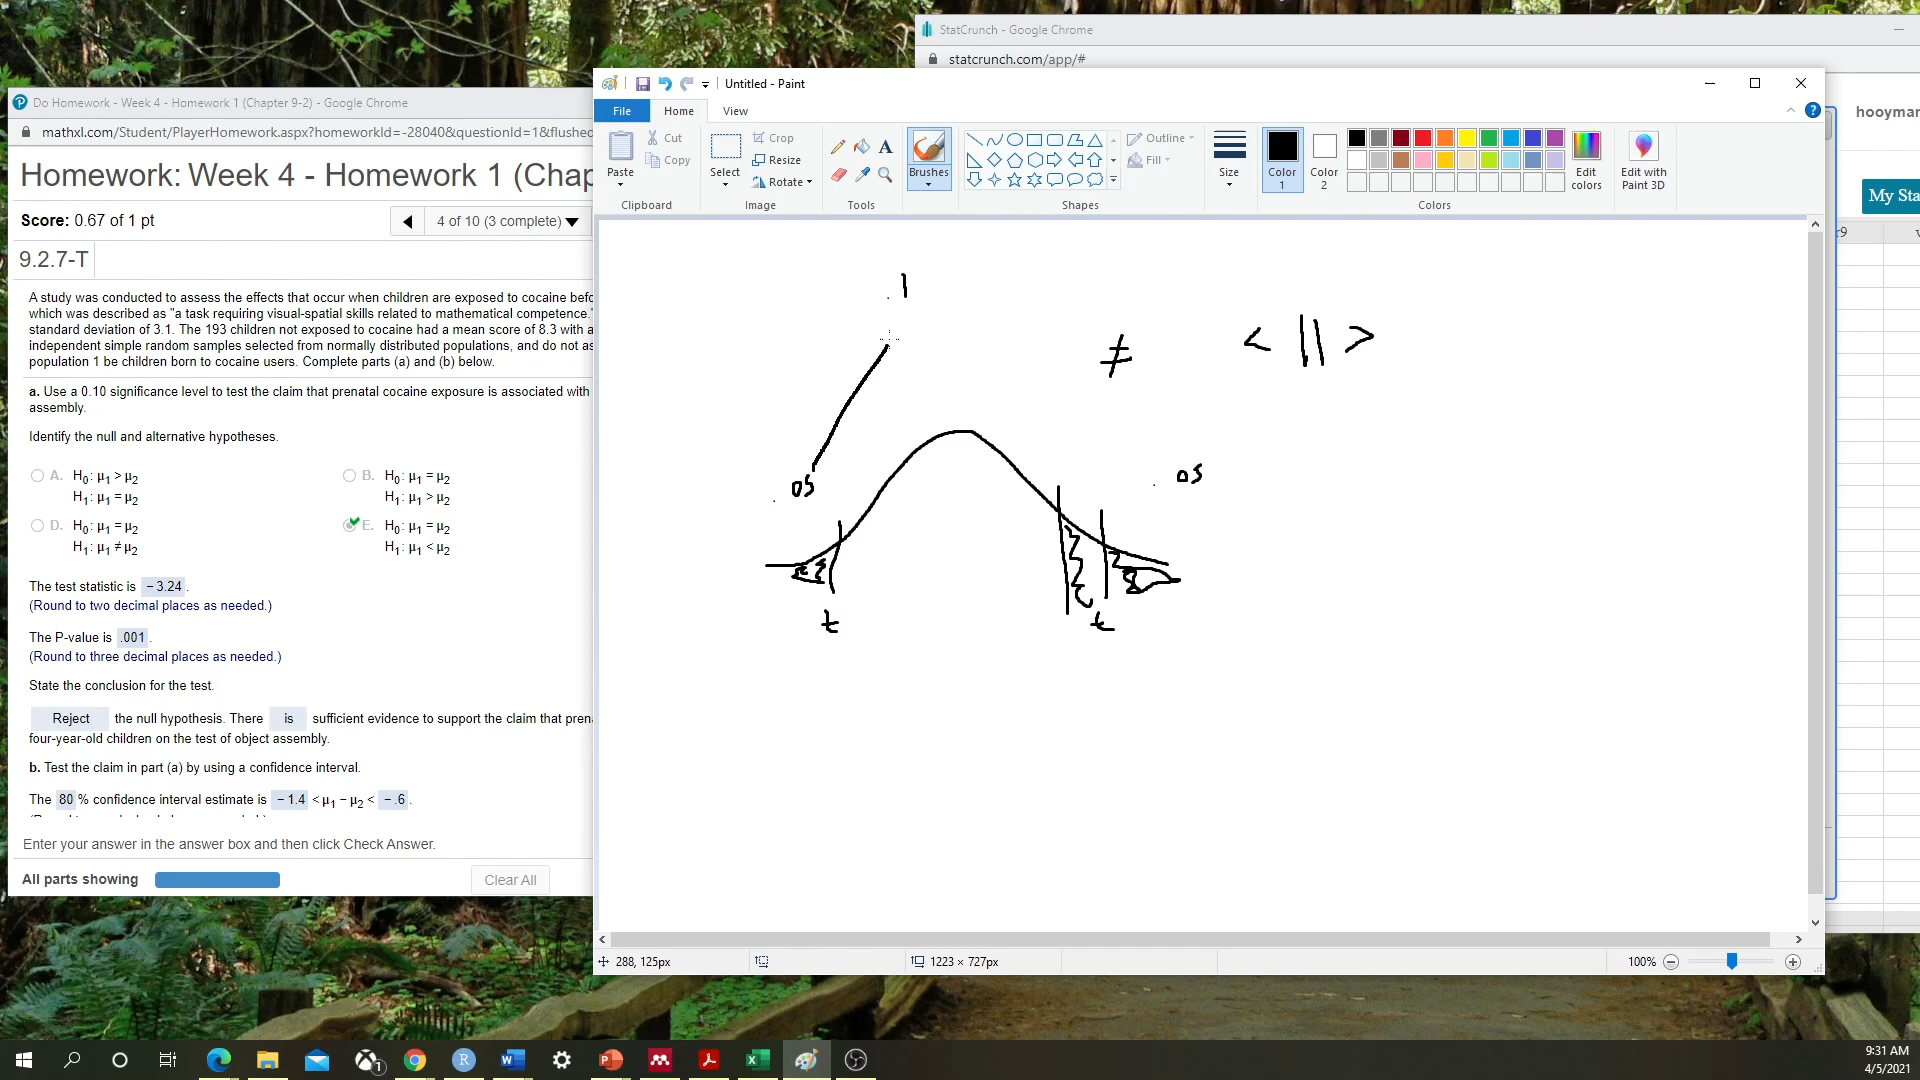 StatCrunch - Google Chrome
statcrunch.com/app/#
Do Homework - Week 4 - Homework 1 (Chapter 9-2) - Google Chrome
mathxl.com/Student/PlayerHomework.aspx?homeworkId=-28040&questionId=1&flushed
Untitled - Paint
File
Home
View
Paste
Cut
Copy
Clipboard
Select
Crop
Resize
Rotate
Image
Tools
Brushes
Shapes
Outline
Fill
Size
Color 1
Color 2
Edit colors
Colors
Edit with Paint 3D
My Sta
Homework: Week 4 - Homework 1 (Chap
Score: 0.67 of 1 pt
4 of 10 (3 complete)
9.2.7-T
A study was conducted to assess the effects that occur when children are exposed to cocaine befo
which was described as "a task requiring visual-spatial skills related to mathematical competence."
standard deviation of 3.1. The 193 children not exposed to cocaine had a mean score of 8.3 with a
independent simple random samples selected from normally distributed populations, and do not as
population 1 be children born to cocaine users. Complete parts (a) and (b) below.
a. Use a 0.10 significance level to test the claim that prenatal cocaine exposure is associated with
assembly.
Identify the null and alternative hypotheses.
A. H0: μ1 > μ2
H1: μ1 = μ2
B. H0: μ1 = μ2
H1: μ1 > μ2
D. H0: μ1 = μ2
H1: μ1 ≠ μ2
E. H0: μ1 = μ2
H1: μ1 < μ2
The test statistic is − 3.24 .
(Round to two decimal places as needed.)
The P-value is .001 .
(Round to three decimal places as needed.)
State the conclusion for the test.
Reject the null hypothesis. There is sufficient evidence to support the claim that pren
four-year-old children on the test of object assembly.
b. Test the claim in part (a) by using a confidence interval.
The 80 % confidence interval estimate is − 1.4 < μ1 − μ2 < − .6 .
Enter your answer in the answer box and then click Check Answer.
All parts showing
Clear All
.1
≠
< || >
.05
.05
t
t
288, 125px
1223 × 727px
100%
9:31 AM
4/5/2021